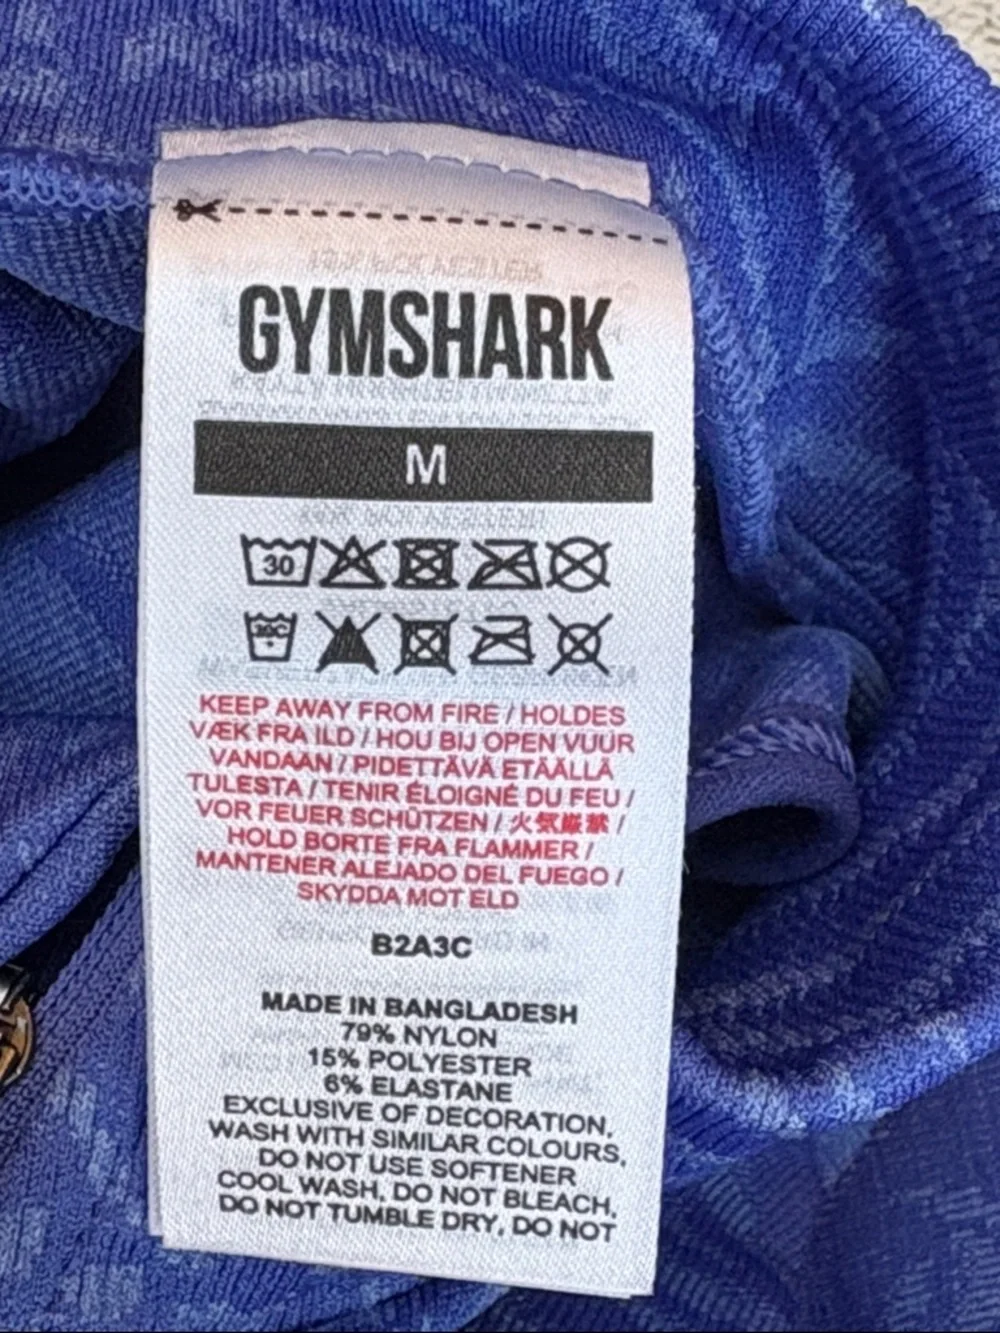 GYMSHARK
M
30
30C
KEEP AWAY FROM FIRE / HOLDES
VÆK FRA ILD / HOU BIJ OPEN VUUR
VANDAAN / PIDETTÄVÄ ETÄÄLLÄ
TULESTA / TENIR ÉLOIGNÉ DU FEU /
VOR FEUER SCHÜTZEN / 火気厳禁 /
HOLD BORTE FRA FLAMMER /
MANTENER ALEJADO DEL FUEGO /
SKYDDA MOT ELD
B2A3C
MADE IN BANGLADESH
79% NYLON
15% POLYESTER
6% ELASTANE
EXCLUSIVE OF DECORATION,
WASH WITH SIMILAR COLOURS,
DO NOT USE SOFTENER
COOL WASH, DO NOT BLEACH,
DO NOT TUMBLE DRY, DO NOT